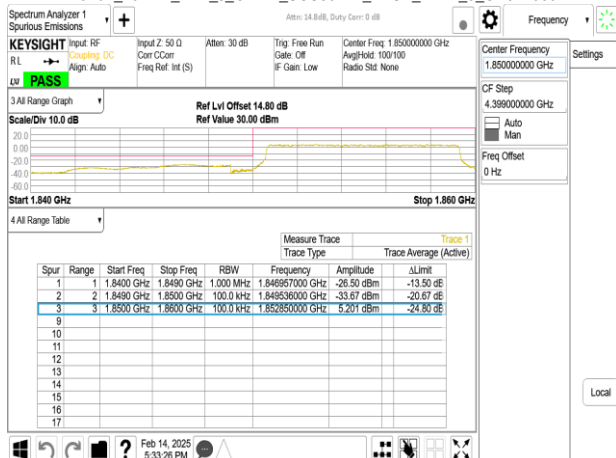 Spectrum Analyzer 1
Spurious Emissions
Attn: 14.8dB, Duty Corr: 0 dB
Frequency
KEYSIGHT
RL
LXI
PASS
Input: RF
Coupling: DC
Align: Auto
Input Z: 50 Ω
Corr CCorr
Freq Ref: Int (S)
Atten: 30 dB
Trig: Free Run
Gate: Off
IF Gain: Low
Center Freq: 1.850000000 GHz
Avg|Hold: 100/100
Radio Std: None
Center Frequency
1.850000000 GHz
Settings
CF Step
4.399000000 GHz
Auto
Man
Freq Offset
0 Hz
3 All Range Graph
Scale/Div 10.0 dB
Ref Lvl Offset 14.80 dB
Ref Value 30.00 dBm
20.0
0.00
-20.0
-40.0
-60.0
Start 1.840 GHz
Stop 1.860 GHz
4 All Range Table
Measure Trace Trace 1
Trace Type Trace Average (Active)
Spur Range Start Freq Stop Freq RBW Frequency Amplitude ΔLimit
1 1 1.8400 GHz 1.8490 GHz 1.000 MHz 1.846957000 GHz -26.50 dBm -13.50 dB
2 2 1.8490 GHz 1.8500 GHz 100.0 kHz 1.849536000 GHz -33.67 dBm -20.67 dB
3 3 1.8500 GHz 1.8600 GHz 100.0 kHz 1.852850000 GHz 5.201 dBm -24.80 dB
9
10
11
12
13
14
15
16
17
Local
?
Feb 14, 2025
5:33:26 PM